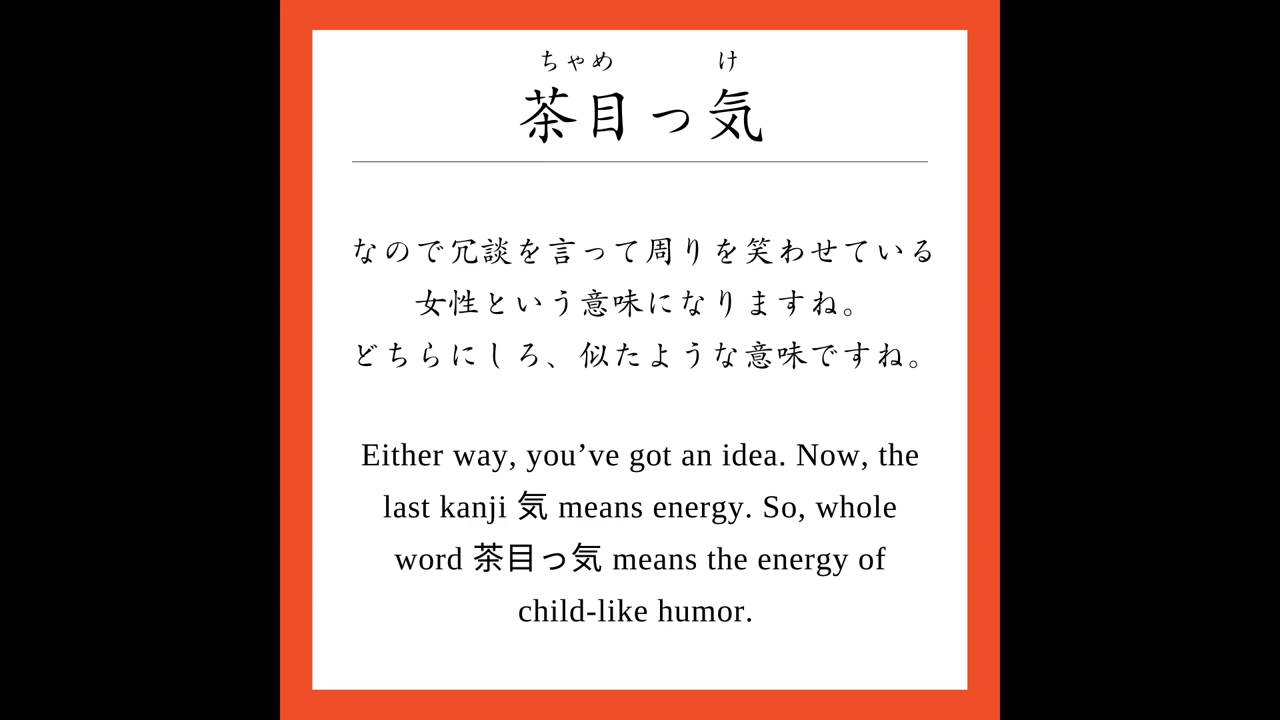 ちゃめ け
茶目っ気
なので冗談を言って周りを笑わせている
女性という意味になりますね。
どちらにしろ、似たような意味ですね。
Either way, you’ve got an idea. Now, the
last kanji 気 means energy. So, whole
word 茶目っ気 means the energy of
child-like humor.